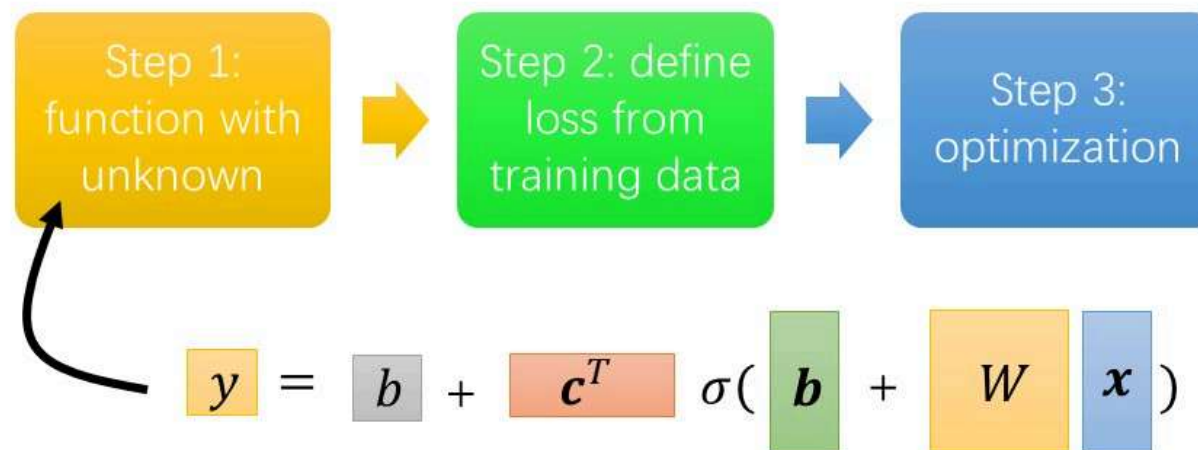 Step 1:
function with
unknown
Step 2: define
loss from
training data
Step 3:
optimization
y = b + c^T σ( b + W x )